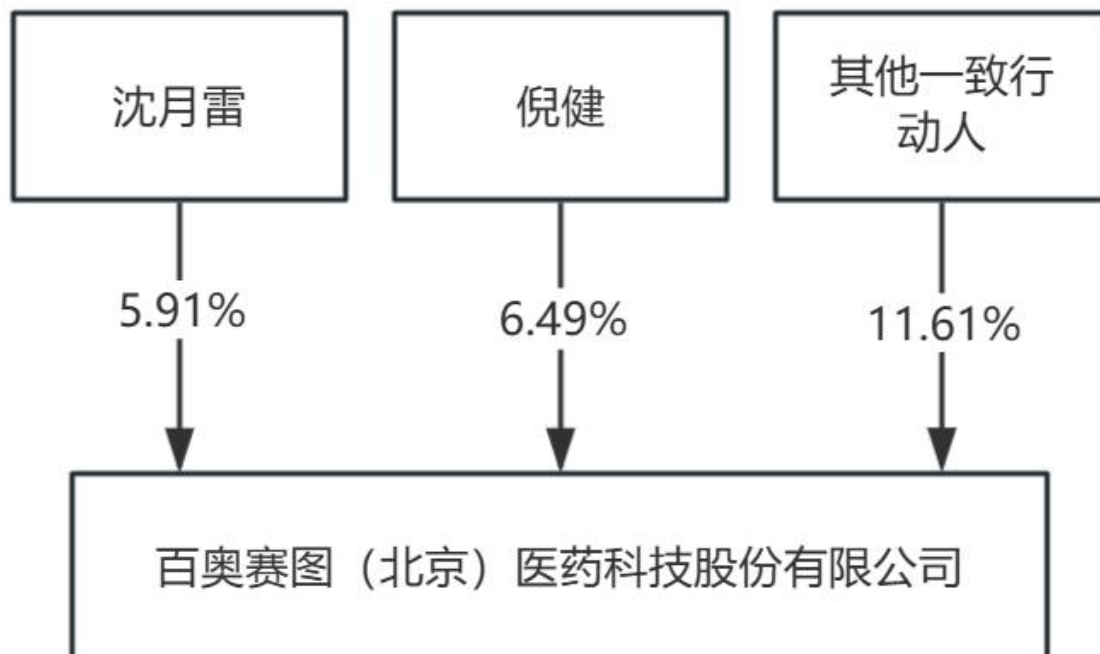 沈月雷
倪健
其他一致行
动人
5.91%
6.49%
11.61%
百奥赛图（北京）医药科技股份有限公司